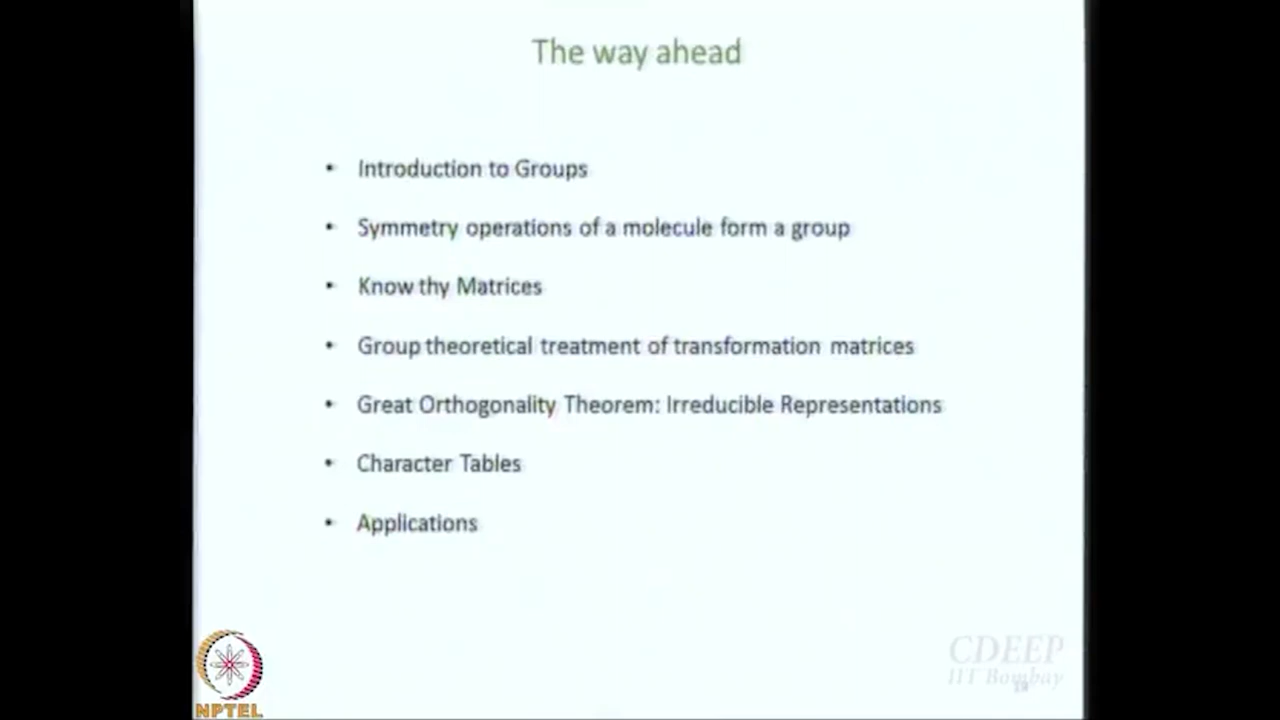 The way ahead
• Introduction to Groups
• Symmetry operations of a molecule form a group
• Know thy Matrices
• Group theoretical treatment of transformation matrices
• Great Orthogonality Theorem: Irreducible Representations
• Character Tables
• Applications
CDEEP
IIT Bombay
NPTEL